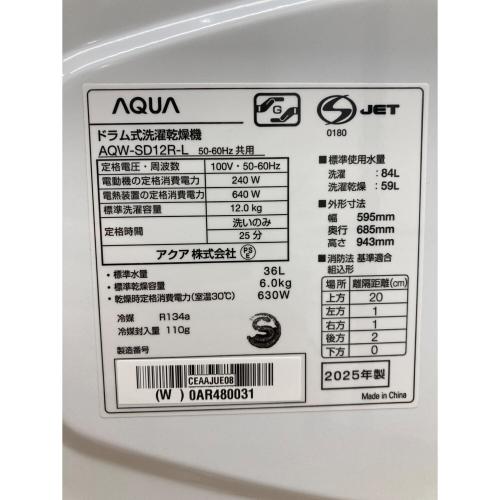 AQUA
G
S JET
0180
ドラム式洗濯乾燥機
AQW-SD12R-L 50-60Hz 共用
定格電圧・周波数 100V・50-60Hz
電動機の定格消費電力 240 W
電熱装置の定格消費電力 640 W
標準洗濯容量 12.0 kg
定格時間 洗いのみ
25 分
アクア 株式会社 PSE
・標準水量 36L
・標準乾燥容量 6.0kg
・乾燥時定格消費電力(室温30℃) 630W
冷媒 R134a
冷媒封入量 110g
製造番号
CEAAJUE08
(W) 0AR480031
■標準使用水量
洗濯 : 84L
洗濯乾燥 : 59L
■外形寸法
幅 595mm
奥行 685mm
高さ 943mm
■消防法 基準適合
組込形
場所 離隔距離(cm)
上方 20
左方 1
右方 1
後方 2
下方 0
2025年製
Made in China